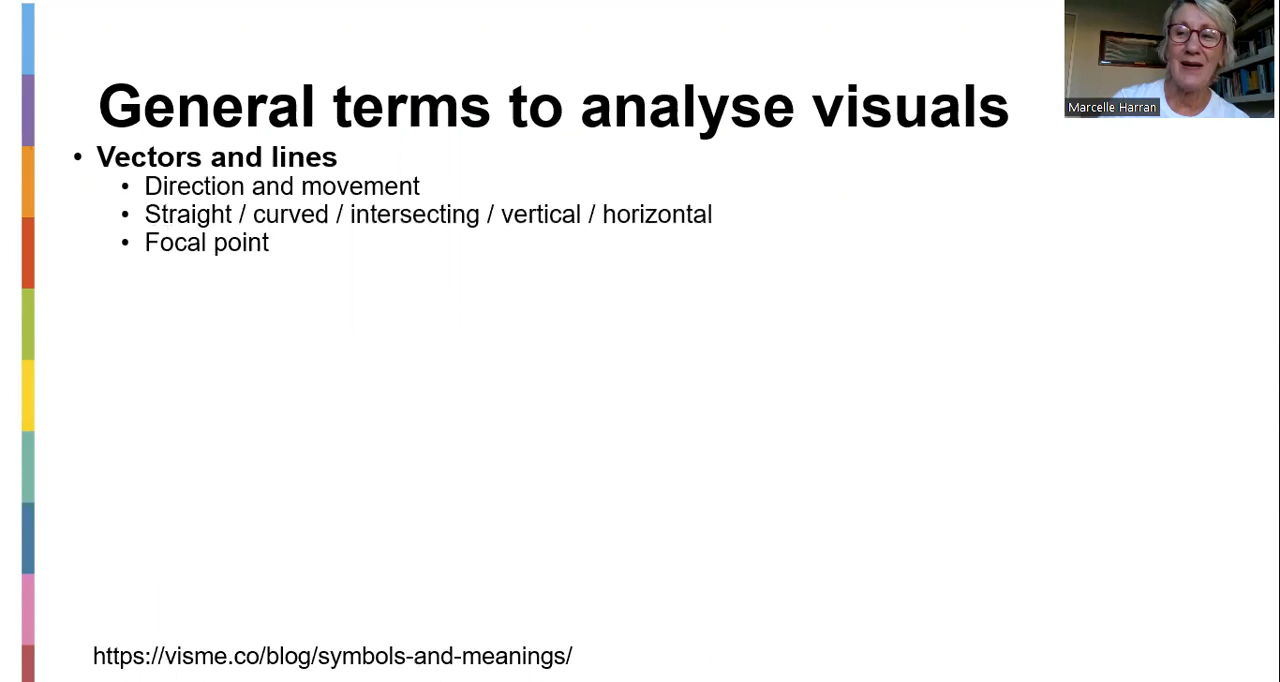 General terms to analyse visuals
• Vectors and lines
• Direction and movement
• Straight / curved / intersecting / vertical / horizontal
• Focal point
https://visme.co/blog/symbols-and-meanings/
Marcelle Harran